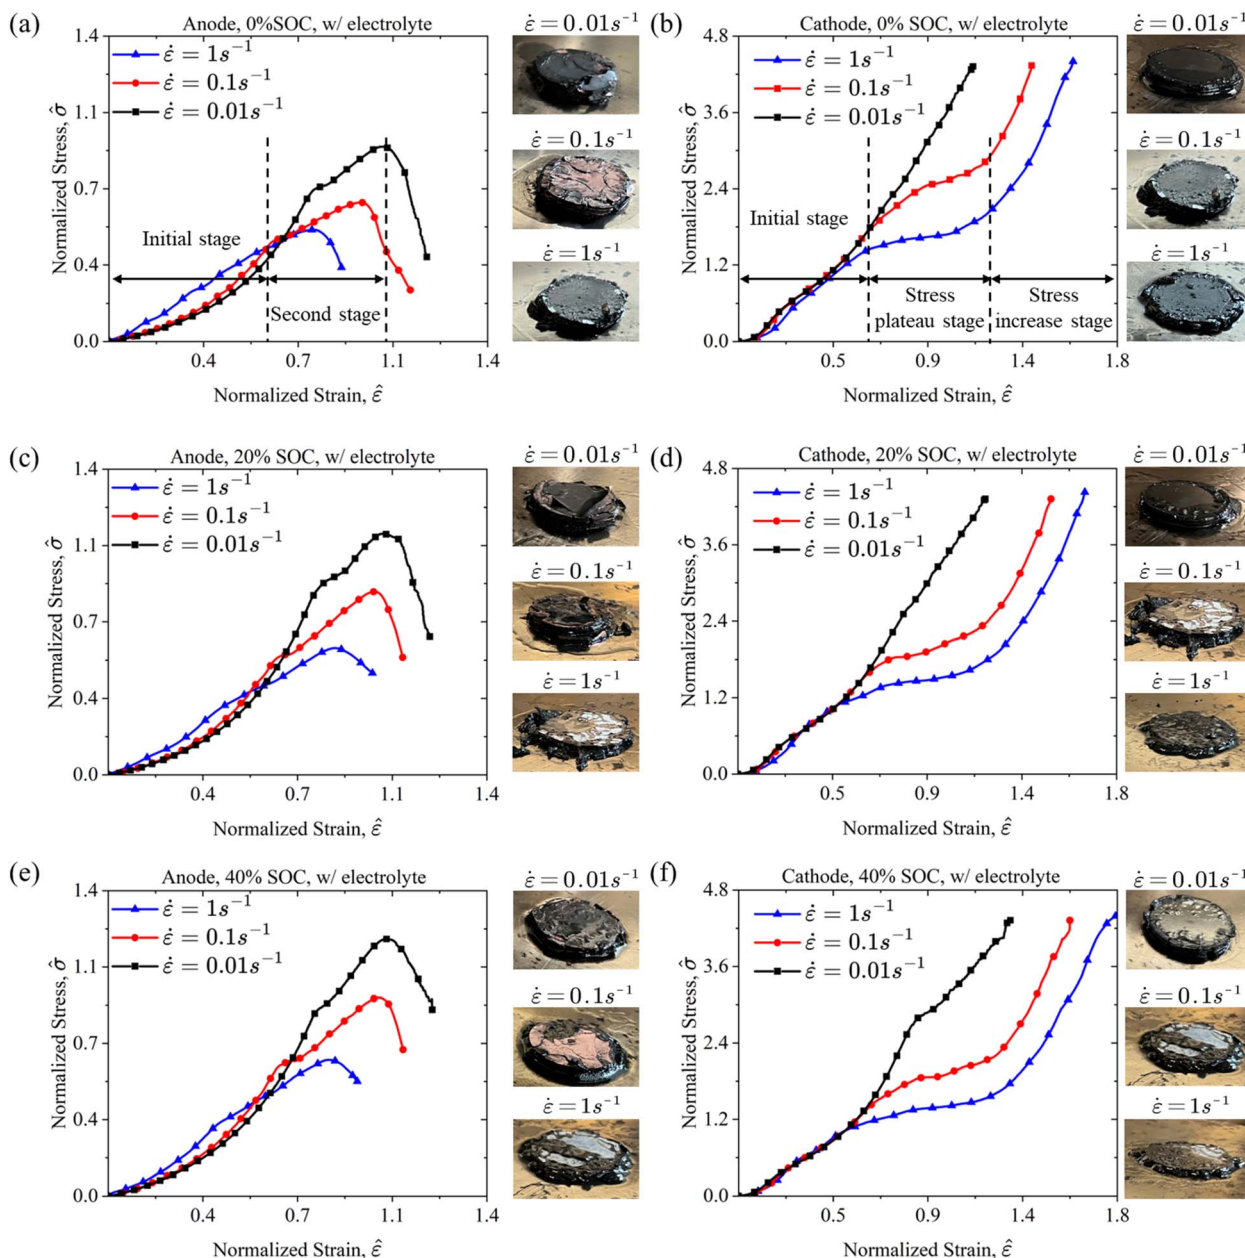 (a)
Anode, 0%SOC, w/ electrolyte
ε̇ = 1s⁻¹
ε̇ = 0.1s⁻¹
ε̇ = 0.01s⁻¹
Normalized Stress, σ̂
1.4
1.1
0.7
0.4
0.0
Initial stage
Second stage
0.4
0.7
1.1
1.4
Normalized Strain, ε̂
ε̇ = 0.01s⁻¹
ε̇ = 0.1s⁻¹
ε̇ = 1s⁻¹
(b)
Cathode, 0% SOC, w/ electrolyte
ε̇ = 1s⁻¹
ε̇ = 0.1s⁻¹
ε̇ = 0.01s⁻¹
Normalized Stress, σ̂
4.8
3.6
2.4
1.2
0.0
Initial stage
Stress
plateau stage
Stress
increase stage
0.5
0.9
1.4
1.8
Normalized Strain, ε̂
ε̇ = 0.01s⁻¹
ε̇ = 0.1s⁻¹
ε̇ = 1s⁻¹
(c)
Anode, 20% SOC, w/ electrolyte
ε̇ = 1s⁻¹
ε̇ = 0.1s⁻¹
ε̇ = 0.01s⁻¹
Normalized Stress, σ̂
1.4
1.1
0.7
0.4
0.0
0.4
0.7
1.1
1.4
Normalized Strain, ε̂
ε̇ = 0.01s⁻¹
ε̇ = 0.1s⁻¹
ε̇ = 1s⁻¹
(d)
Cathode, 20% SOC, w/ electrolyte
ε̇ = 1s⁻¹
ε̇ = 0.1s⁻¹
ε̇ = 0.01s⁻¹
Normalized Stress, σ̂
4.8
3.6
2.4
1.2
0.0
0.5
0.9
1.4
1.8
Normalized Strain, ε̂
ε̇ = 0.01s⁻¹
ε̇ = 0.1s⁻¹
ε̇ = 1s⁻¹
(e)
Anode, 40% SOC, w/ electrolyte
ε̇ = 1s⁻¹
ε̇ = 0.1s⁻¹
ε̇ = 0.01s⁻¹
Normalized Stress, σ̂
1.4
1.1
0.7
0.4
0.0
0.4
0.7
1.1
1.4
Normalized Strain, ε̂
ε̇ = 0.01s⁻¹
ε̇ = 0.1s⁻¹
ε̇ = 1s⁻¹
(f)
Cathode, 40% SOC, w/ electrolyte
ε̇ = 1s⁻¹
ε̇ = 0.1s⁻¹
ε̇ = 0.01s⁻¹
Normalized Stress, σ̂
4.8
3.6
2.4
1.2
0.0
0.5
0.9
1.4
1.8
Normalized Strain, ε̂
ε̇ = 0.01s⁻¹
ε̇ = 0.1s⁻¹
ε̇ = 1s⁻¹